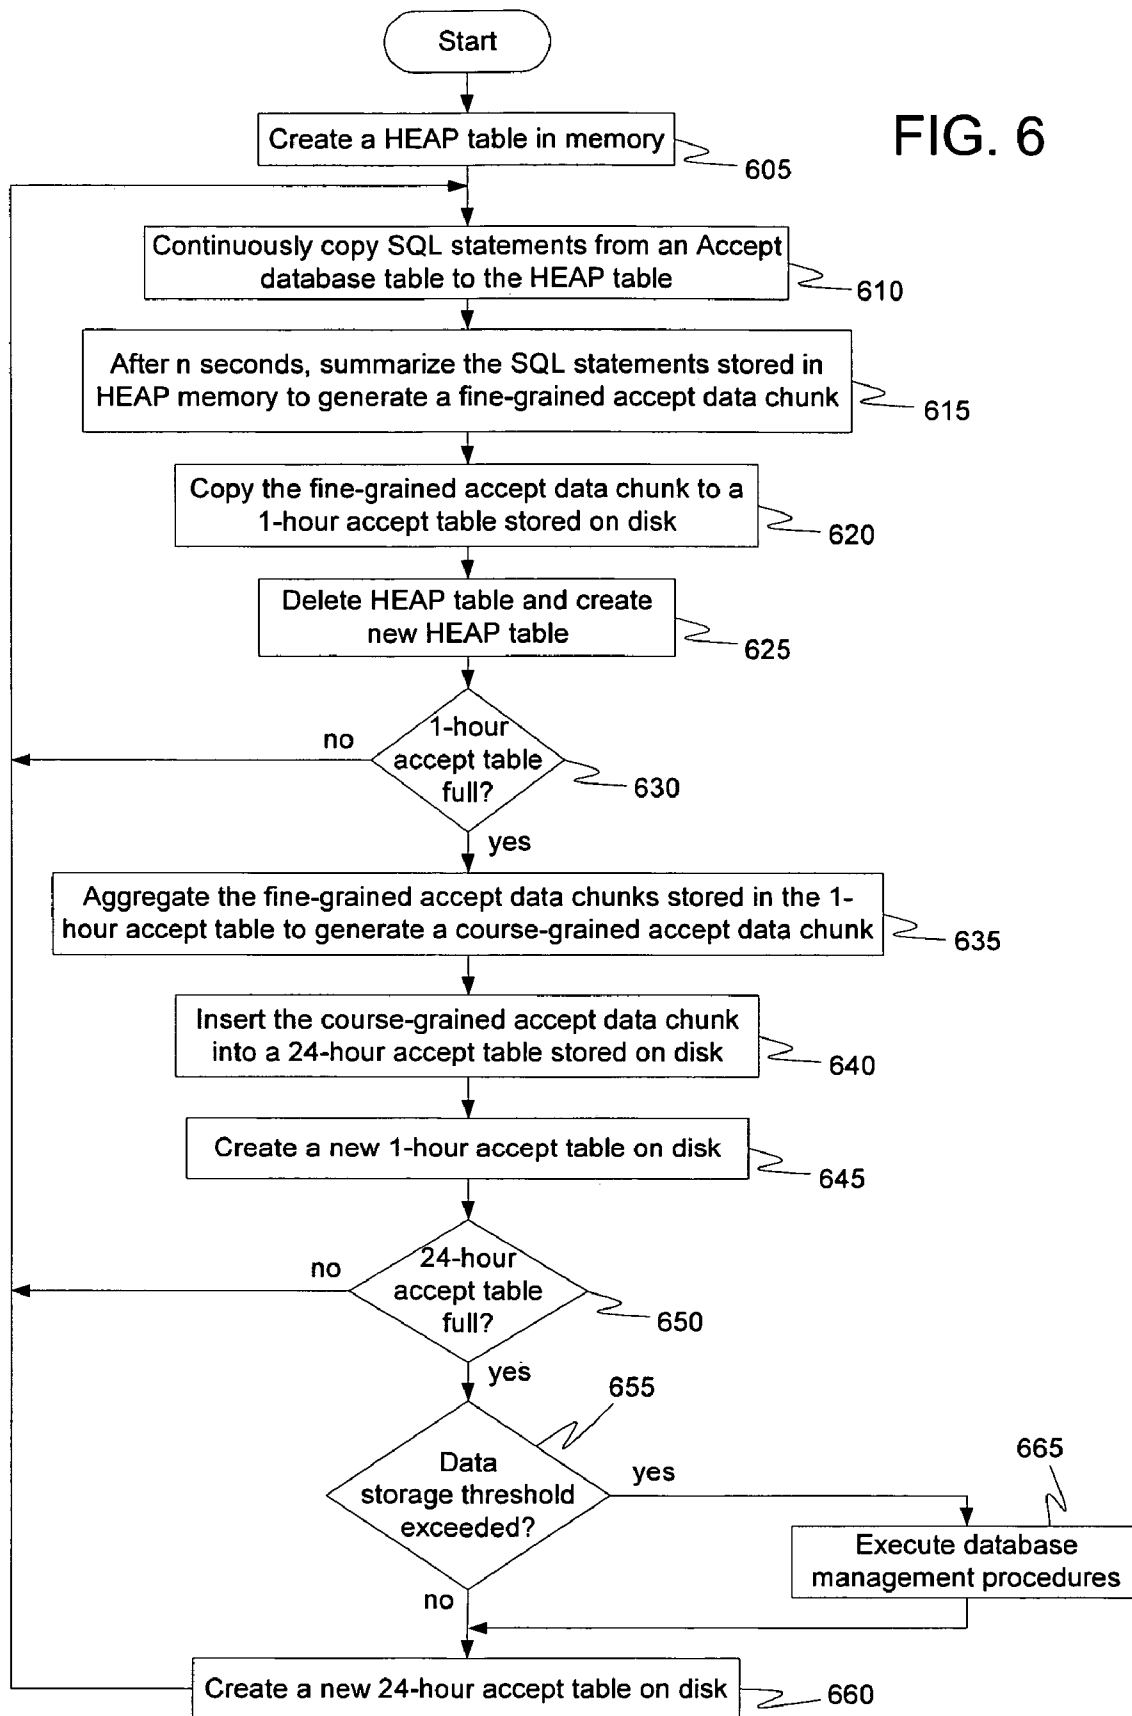 Start
FIG. 6
Create a HEAP table in memory
605
Continuously copy SQL statements from an Accept
database table to the HEAP table
610
After n seconds, summarize the SQL statements stored in
HEAP memory to generate a fine-grained accept data chunk
615
Copy the fine-grained accept data chunk to a
1-hour accept table stored on disk
620
Delete HEAP table and create
new HEAP table
625
1-hour
accept table
full?
no
630
yes
Aggregate the fine-grained accept data chunks stored in the 1-
hour accept table to generate a course-grained accept data chunk
635
Insert the course-grained accept data chunk
into a 24-hour accept table stored on disk
640
Create a new 1-hour accept table on disk
645
24-hour
accept table
full?
no
650
yes
655
Data
storage threshold
exceeded?
yes
665
Execute database
management procedures
no
Create a new 24-hour accept table on disk
660